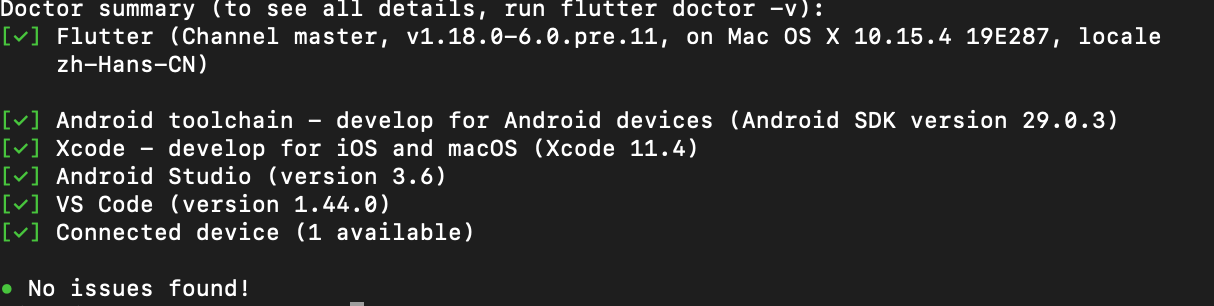 Doctor summary (to see all details, run flutter doctor -v):
[✓] Flutter (Channel master, v1.18.0-6.0.pre.11, on Mac OS X 10.15.4 19E287, locale
zh-Hans-CN)
[✓] Android toolchain - develop for Android devices (Android SDK version 29.0.3)
[✓] Xcode - develop for iOS and macOS (Xcode 11.4)
[✓] Android Studio (version 3.6)
[✓] VS Code (version 1.44.0)
[✓] Connected device (1 available)
• No issues found!